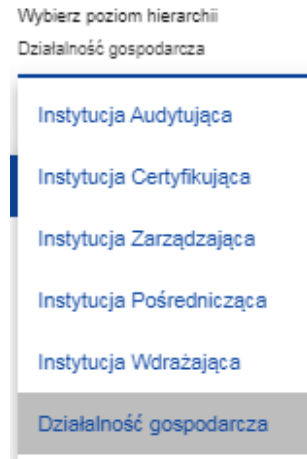 Wybierz poziom hierarchii
Działalność gospodarcza
Instytucja Audytująca
Instytucja Certyfikująca
Instytucja Zarządzająca
Instytucja Pośrednicząca
Instytucja Wdrażająca
Działalność gospodarcza